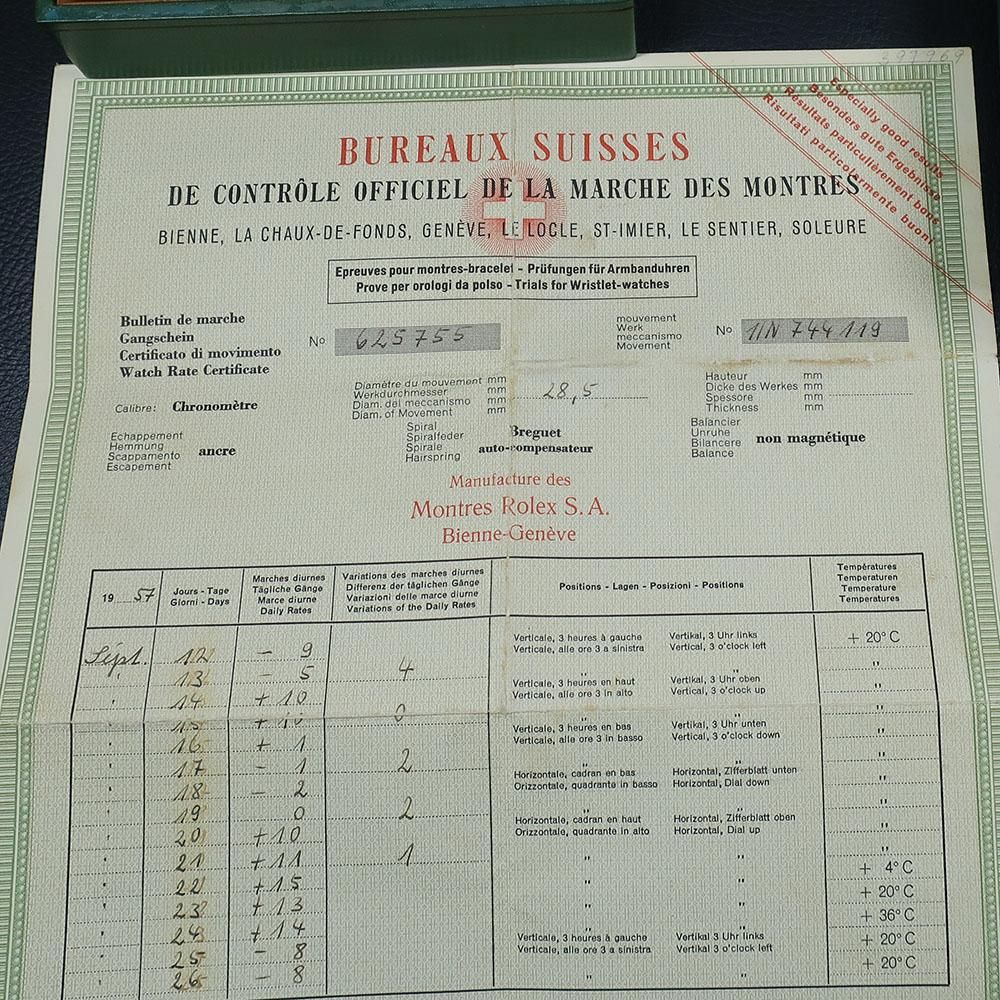 397969
Especially good results
Besonders gute Ergebnisse
Résultats particulièrement bons
Risultati particolarmente buoni
BUREAUX SUISSES
DE CONTRÔLE OFFICIEL DE LA MARCHE DES MONTRES
BIENNE, LA CHAUX-DE-FONDS, GENÈVE, LE LOCLE, ST-IMIER, LE SENTIER, SOLEURE
Epreuves pour montres-bracelet - Prüfungen für Armbanduhren
Prove per orologi da polso - Trials for Wristlet-watches
Bulletin de marche
Gangschein
Certificato di movimento
Watch Rate Certificate
No 625755
mouvement
Werk
meccanismo
Movement
No 11N 744119
Calibre: Chronomètre
Diamètre du mouvement mm
Werkdurchmesser mm
Diam. del meccanismo mm
Diam. of Movement mm
28,5
Hauteur mm
Dicke des Werkes mm
Spessore mm
Thickness mm
Echappement
Hemmung
Scappamento
Escapement
ancre
Spiral
Spiralfeder
Spirale
Hairspring
Breguet
auto-compensateur
Balancier
Unruhe
Bilancere
Balance
non magnétique
Manufacture des
Montres Rolex S.A.
Bienne-Genève
19 57
Jours - Tage
Giorni - Days
Marches diurnes
Tägliche Gänge
Marce diurne
Daily Rates
Variations des marches diurnes
Differenz der täglichen Gänge
Variazioni delle marce diurne
Variations of the Daily Rates
Positions - Lagen - Posizioni - Positions
Températures
Temperaturen
Temperature
Temperatures
Sépt. 12 - 9
Verticale, 3 heures à gauche Vertikal, 3 Uhr links + 20° C
Verticale, alle ore 3 a sinistra Vertical, 3 o'clock left
" 13 - 5 4 " " "
" 14 + 10
Verticale, 3 heures en haut Vertikal, 3 Uhr oben "
Verticale, alle ore 3 in alto Vertical, 3 o'clock up
" 15 + 10 0 " " "
" 16 + 1
Verticale, 3 heures en bas Vertikal, 3 Uhr unten "
Verticale, alle ore 3 in basso Vertical, 3 o'clock down
" 17 - 1 2 " " "
" 18 - 2
Horizontale, cadran en bas Horizontal, Zifferblatt unten "
Orizzontale, quadrante in basso Horizontal, Dial down
" 19 0 2 " " "
" 20 + 10
Horizontale, cadran en haut Horizontal, Zifferblatt oben "
Orizzontale, quadrante in alto Horizontal, Dial up
" 21 + 11 1 " " "
" 22 + 15 " " + 4° C
" 23 + 13 " " + 20° C
" 24 + 14 " " + 36° C
" 25 - 8
Verticale, 3 heures à gauche Vertikal 3 Uhr links + 20° C
Verticale, alle ore 3 a sinistra Vertical 3 o'clock left
" 26 - 8 " " + 20° C